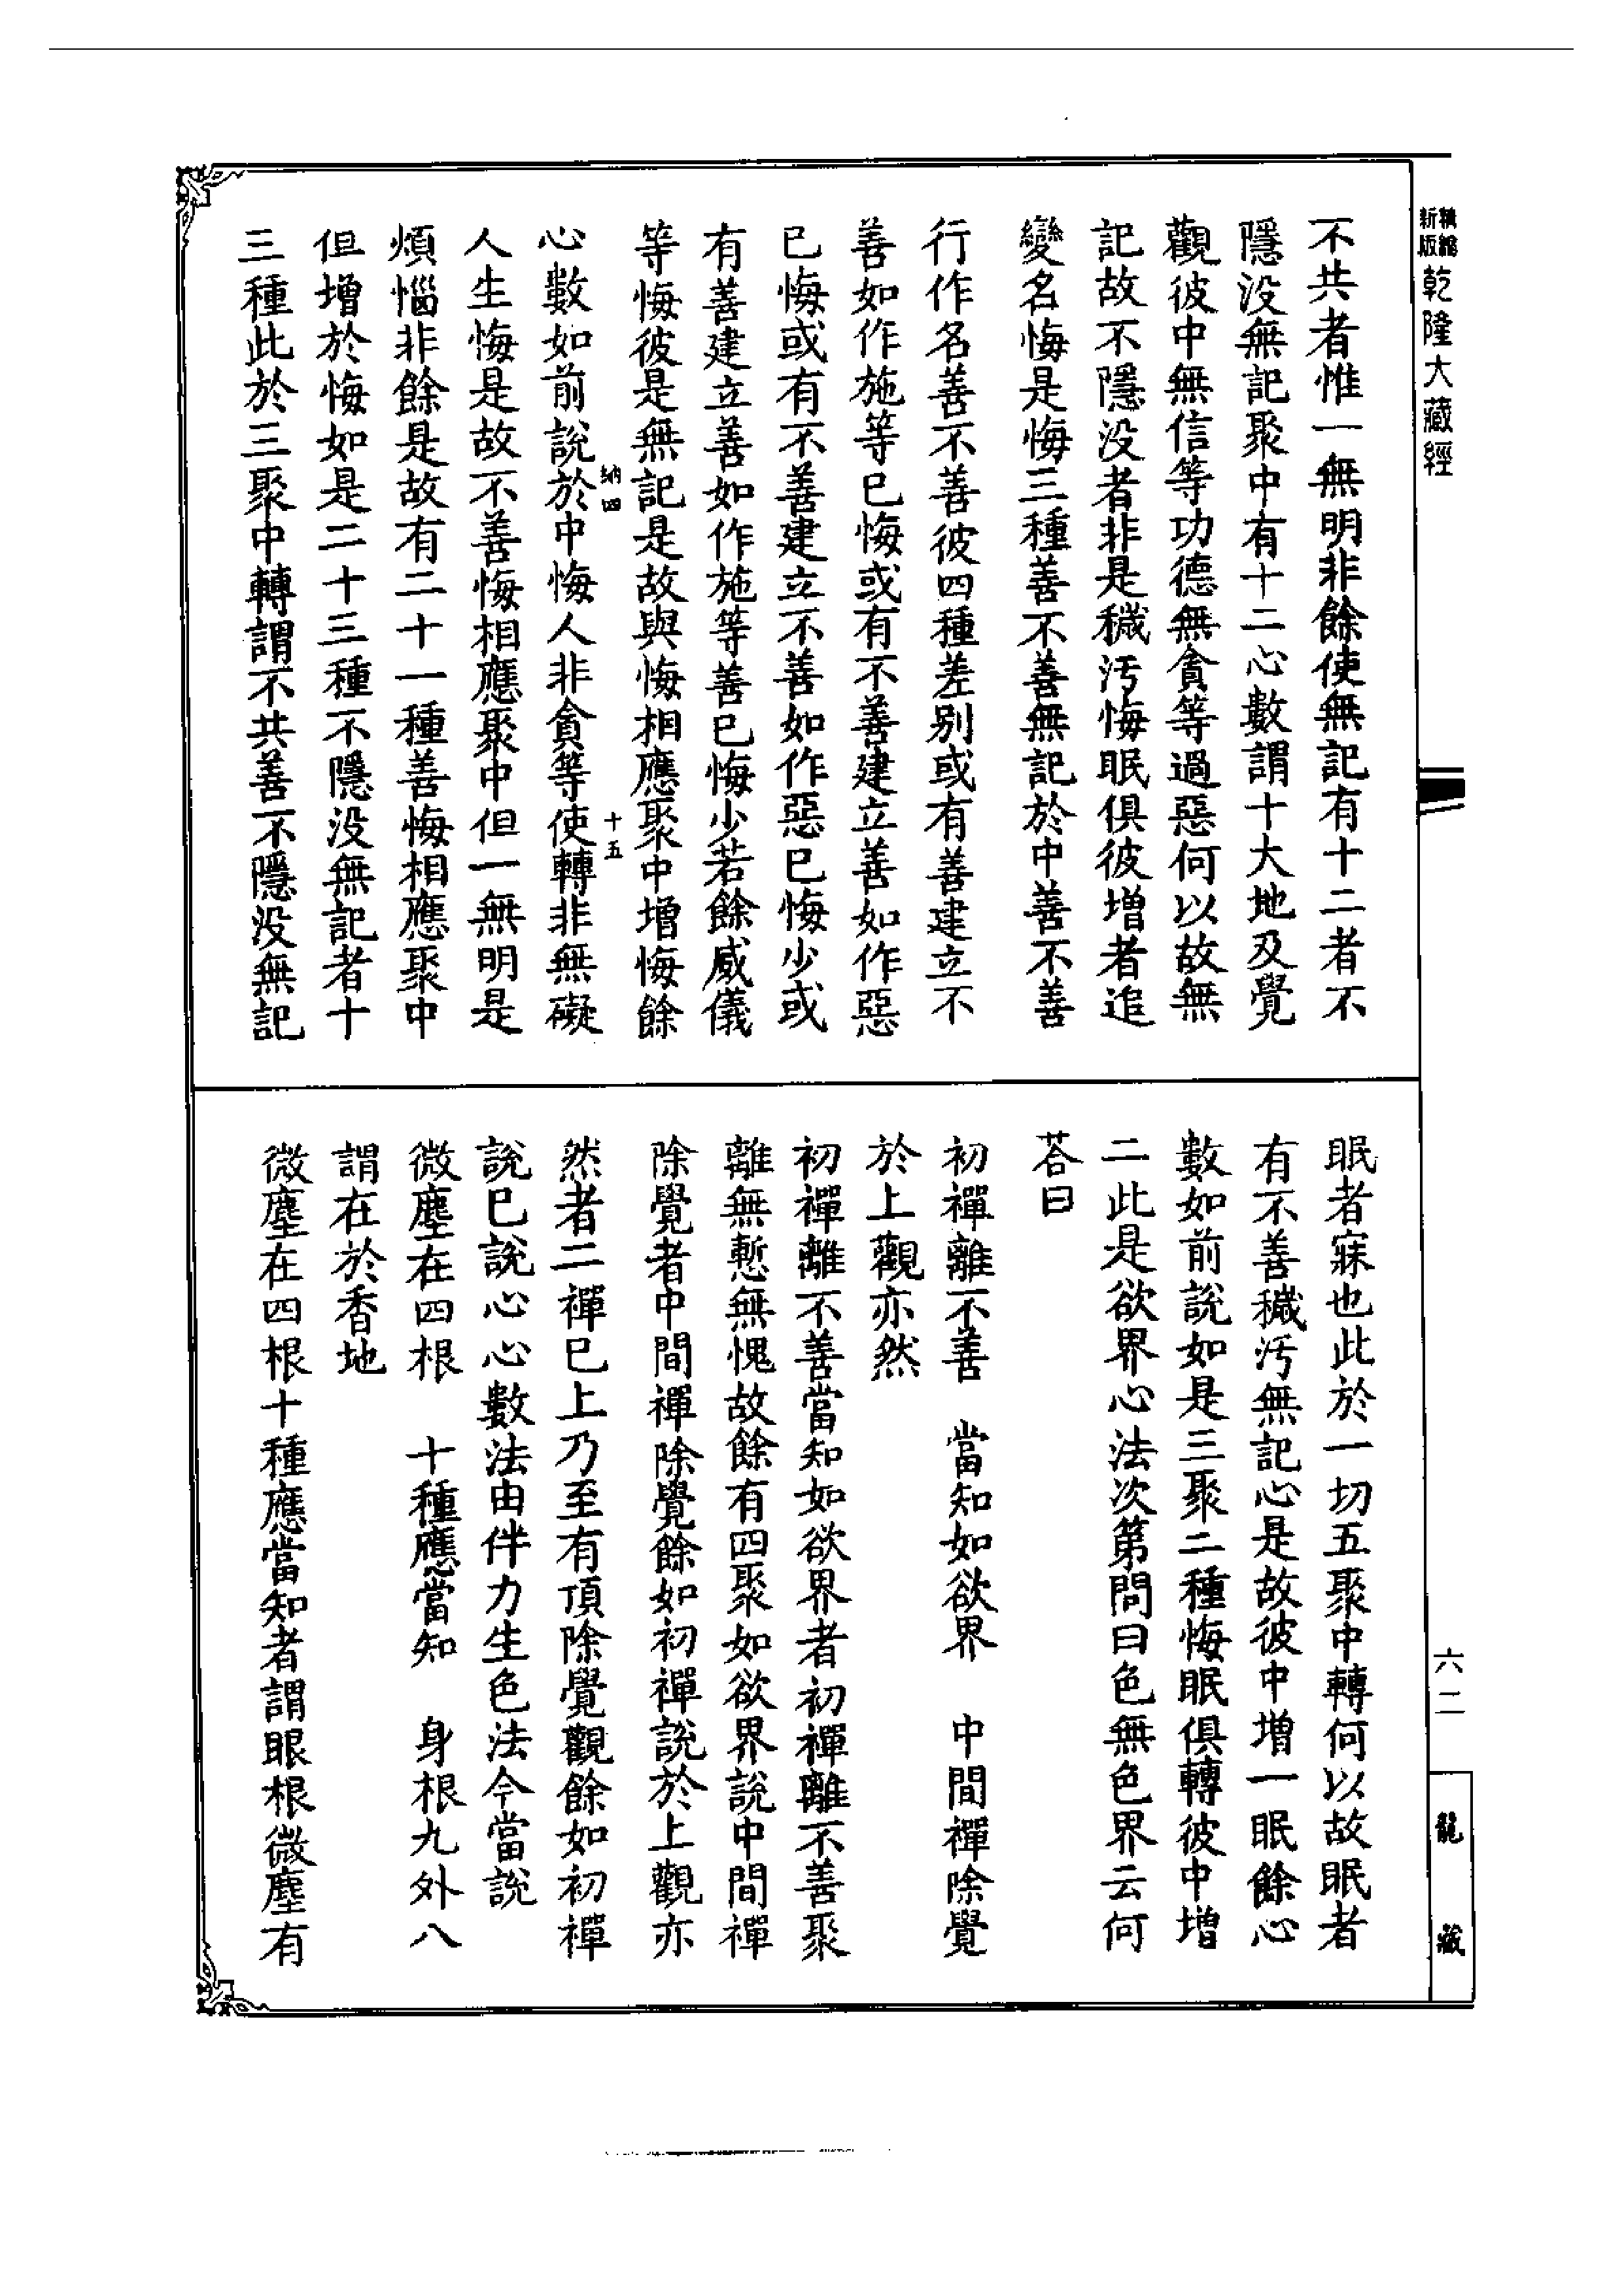 精縮新版乾隆大藏經
不共者惟一無明非餘使無記有十二者不
隱没無記聚中有十二心數謂十大地及覺
觀彼中無信等功德無貪等過惡何以故無
記故不隱没者非是穢污悔眠俱彼增者追
變名悔是悔三種善不善無記於中善不善
行作名善不善彼四種差别或有善建立不
善如作施等已悔或有不善建立善如作惡
已悔或有不善建立不善如作惡已悔少或
有善建立善如作施等善已悔少若餘威儀
等悔彼是無記是故與悔相應聚中增悔餘
納四 十五
心數如前說於中悔人非貪等使轉非無礙
人生悔是故不善悔相應聚中但一無明是
煩惱非餘是故有二十一種善悔相應聚中
但增於悔如是二十三種不隱没無記者十
三種此於三聚中轉謂不共善不隱没無記
眠者寐也此於一切五聚中轉何以故眠者
有不善穢污無記心是故彼中增一眠餘心
數如前說如是三聚二種悔眠俱轉彼中增
二此是欲界心法次第問曰色無色界云何
荅曰
初禪離不善　當知如欲界　中間禪除覺
於上觀亦然
初禪離不善當知如欲界者初禪離不善聚
離無慙無愧故餘有四聚如欲界說中間禪
除覺者中間禪除覺餘如初禪說於上觀亦
然者二禪已上乃至有頂除覺觀餘如初禪
說已說心心數法由伴力生色法今當說
微塵在四根　十種應當知　身根九外八
謂在於香地
微塵在四根十種應當知者謂眼根微塵有
六二
龍藏